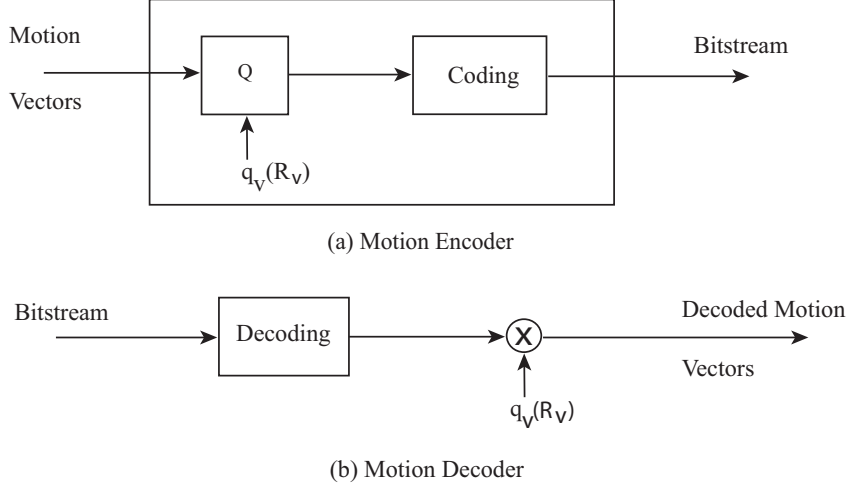 Motion
Vectors
Q
Coding
Bitstream
q_v(R_v)
(a) Motion Encoder
Bitstream
Decoding
X
Decoded Motion
Vectors
q_v(R_v)
(b) Motion Decoder